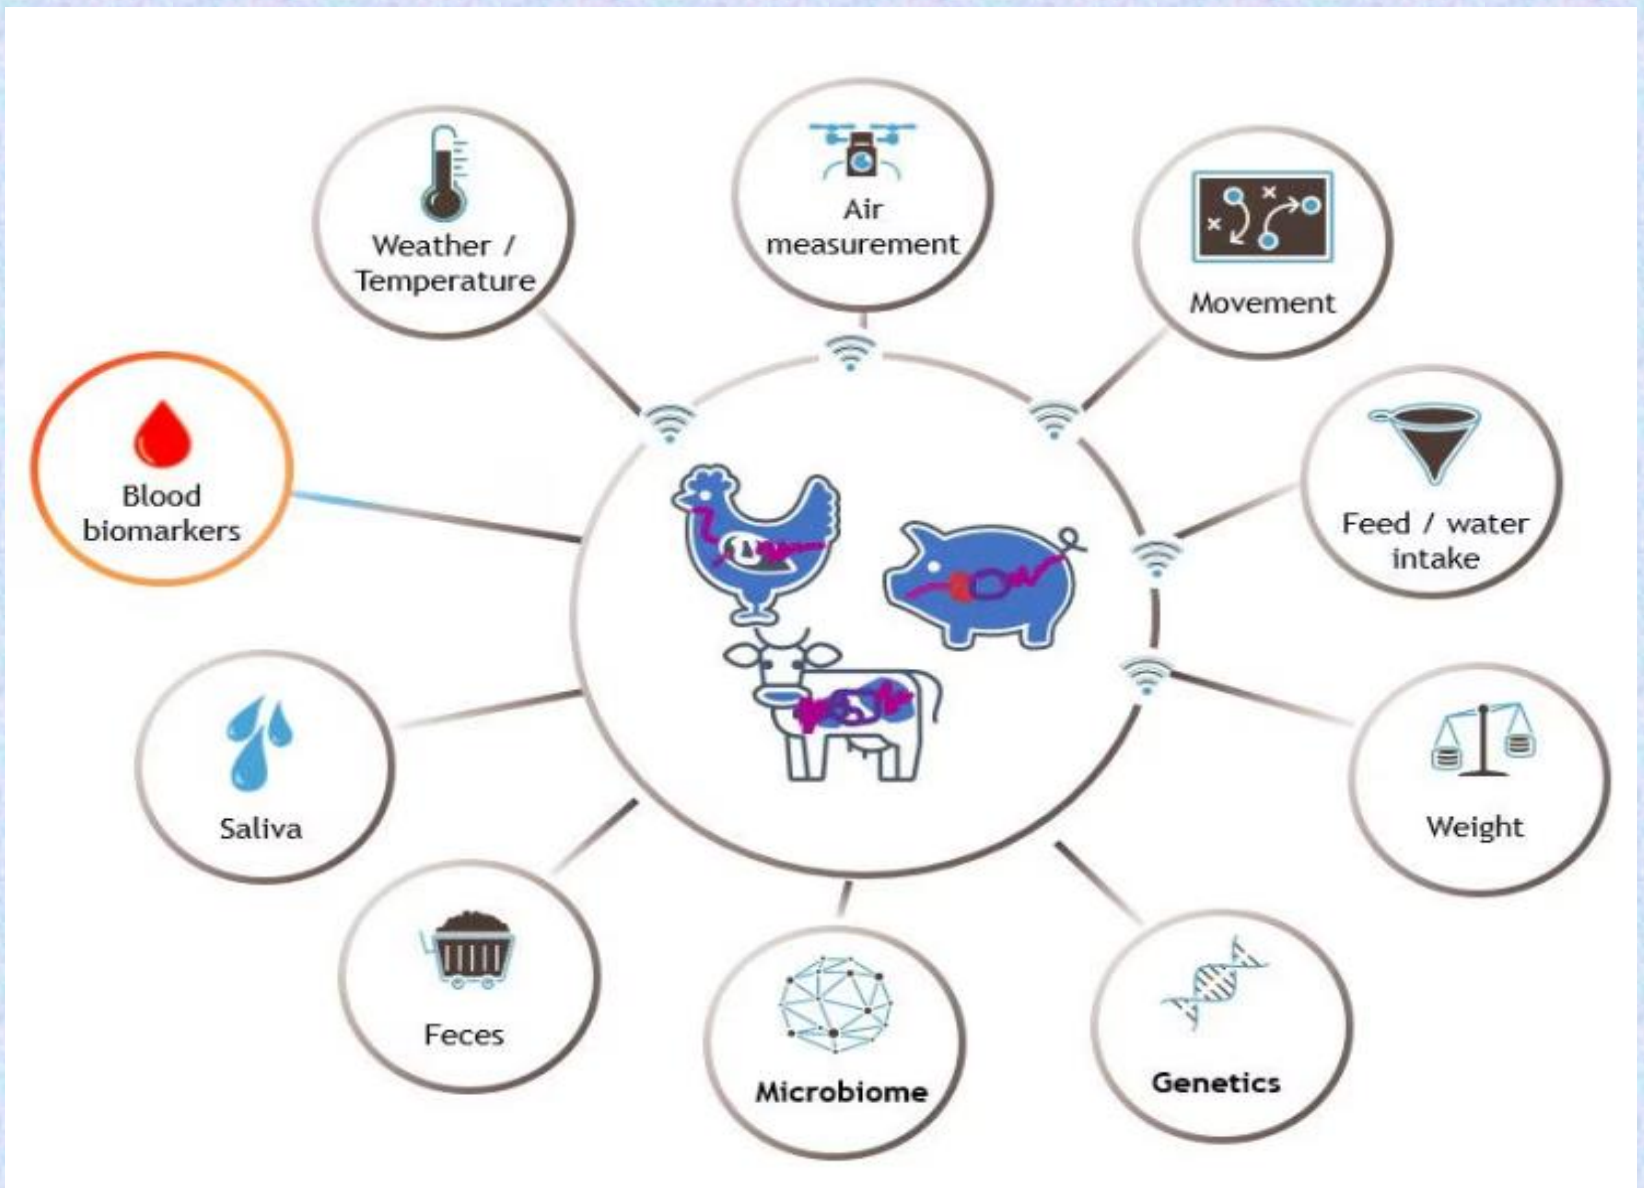 Air
measurement
Weather /
Temperature
Movement
Blood
biomarkers
Feed / water
intake
Saliva
Weight
Feces
Microbiome
Genetics